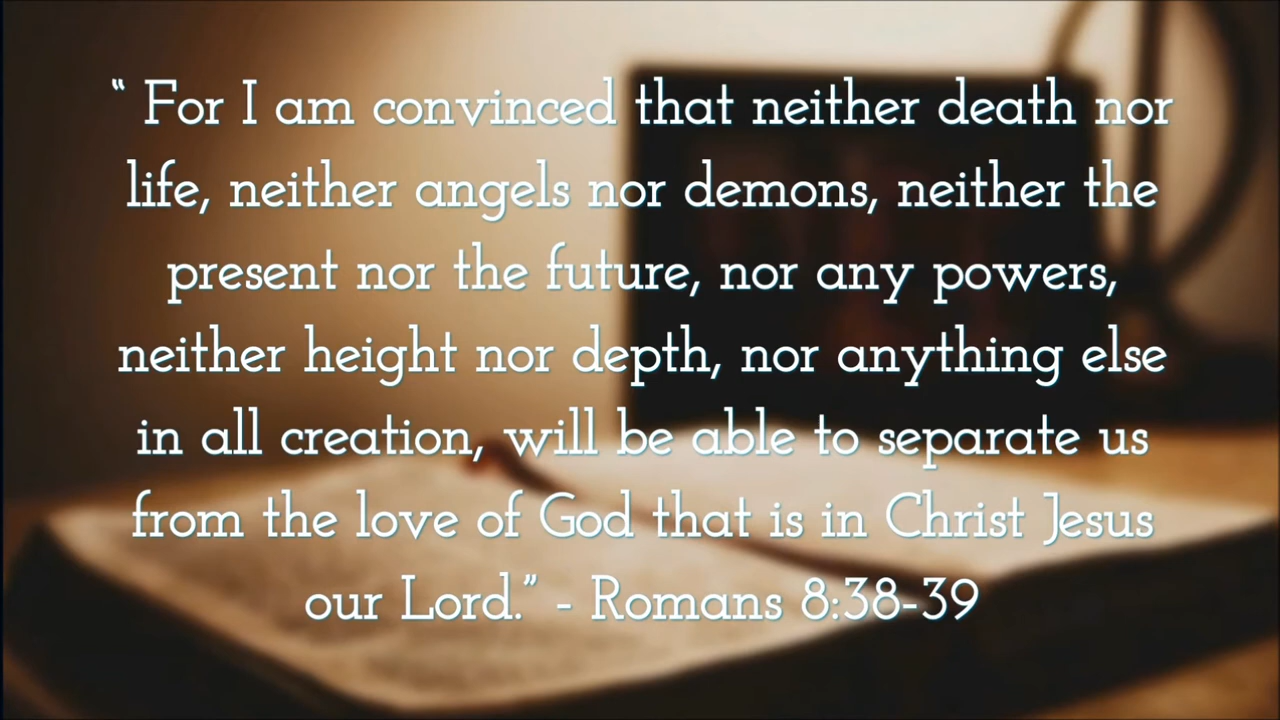 “ For I am convinced that neither death nor
life, neither angels nor demons, neither the
present nor the future, nor any powers,
neither height nor depth, nor anything else
in all creation, will be able to separate us
from the love of God that is in Christ Jesus
our Lord.” - Romans 8:38-39